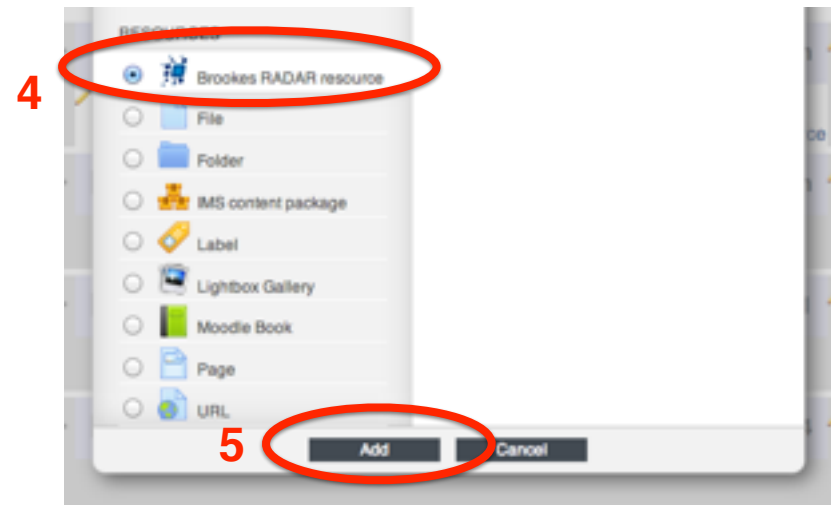 RESOURCES
4
Brookes RADAR resource
File
Folder
IMS content package
Label
Lightbox Gallery
Moodle Book
Page
URL
5
Add Cancel